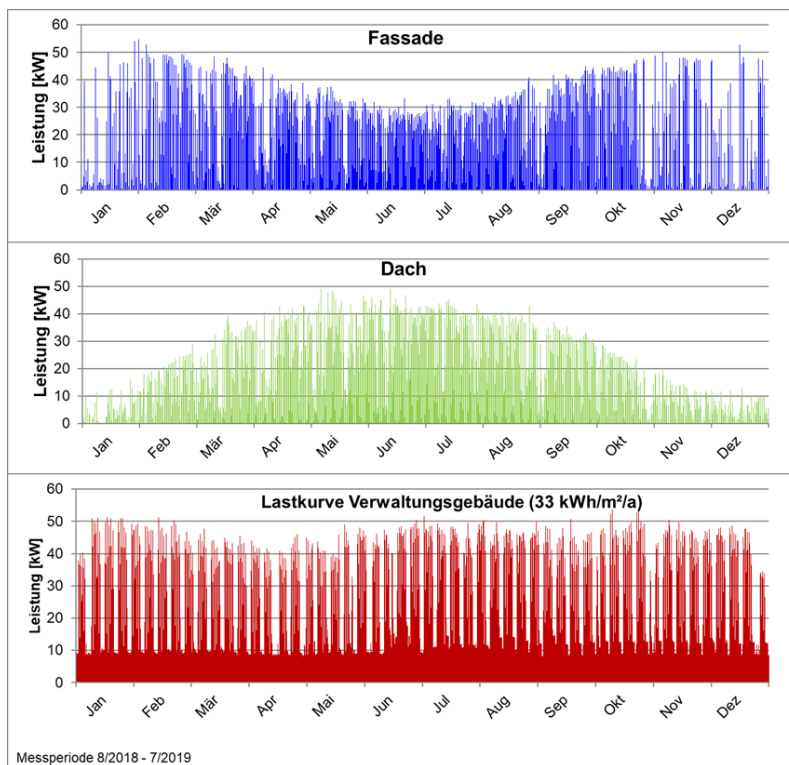 Fassade
Leistung [kW]
60
50
40
30
20
10
0
Jan Feb Mär Apr Mai Jun Jul Aug Sep Okt Nov Dez
Dach
Leistung [kW]
60
50
40
30
20
10
0
Jan Feb Mär Apr Mai Jun Jul Aug Sep Okt Nov Dez
Lastkurve Verwaltungsgebäude (33 kWh/m²/a)
Leistung [kW]
60
50
40
30
20
10
0
Jan Feb Mär Apr Mai Jun Jul Aug Sep Okt Nov Dez
Messperiode 8/2018 - 7/2019